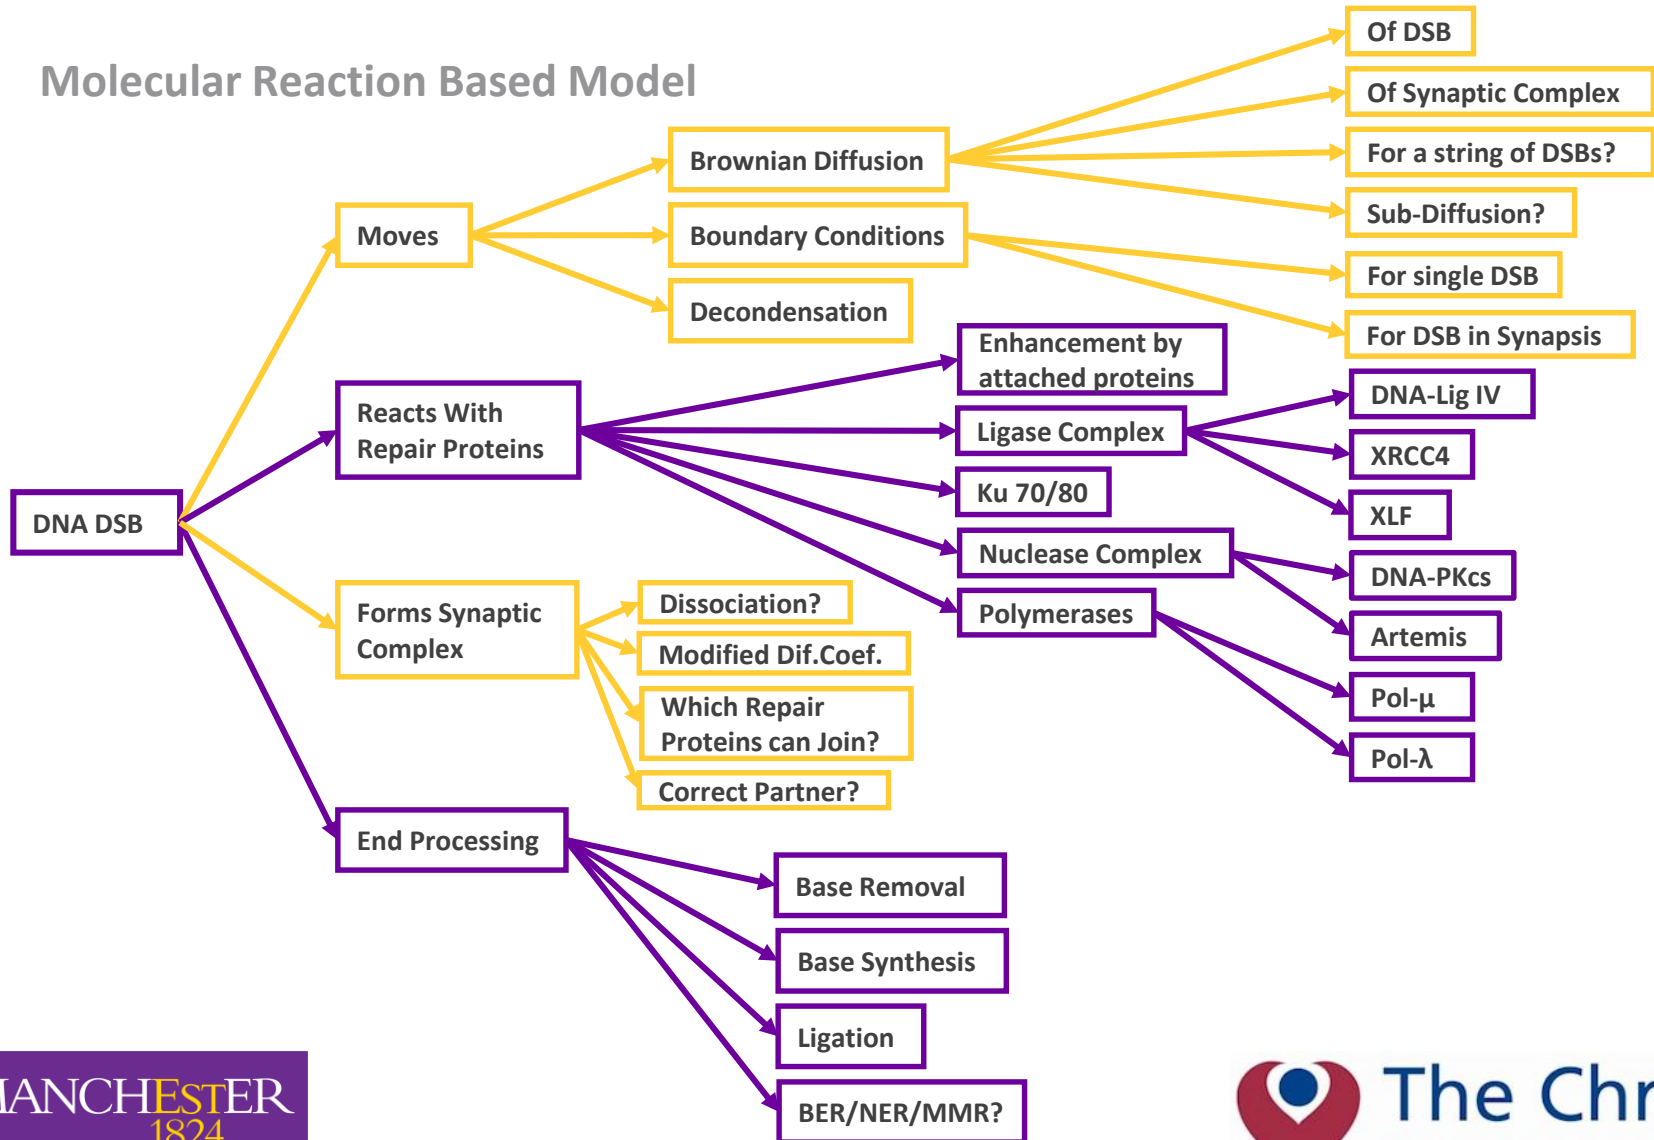 Molecular Reaction Based Model
DNA DSB
Moves
Brownian Diffusion
Of DSB
Of Synaptic Complex
For a string of DSBs?
Sub-Diffusion?
Boundary Conditions
For single DSB
For DSB in Synapsis
Decondensation
Reacts With
Repair Proteins
Enhancement by
attached proteins
Ligase Complex
DNA-Lig IV
XRCC4
XLF
Ku 70/80
Nuclease Complex
DNA-PKcs
Artemis
Polymerases
Pol-μ
Pol-λ
Forms Synaptic
Complex
Dissociation?
Modified Dif.Coef.
Which Repair
Proteins can Join?
Correct Partner?
End Processing
Base Removal
Base Synthesis
Ligation
BER/NER/MMR?
MANCHESTER
1824
The Chr